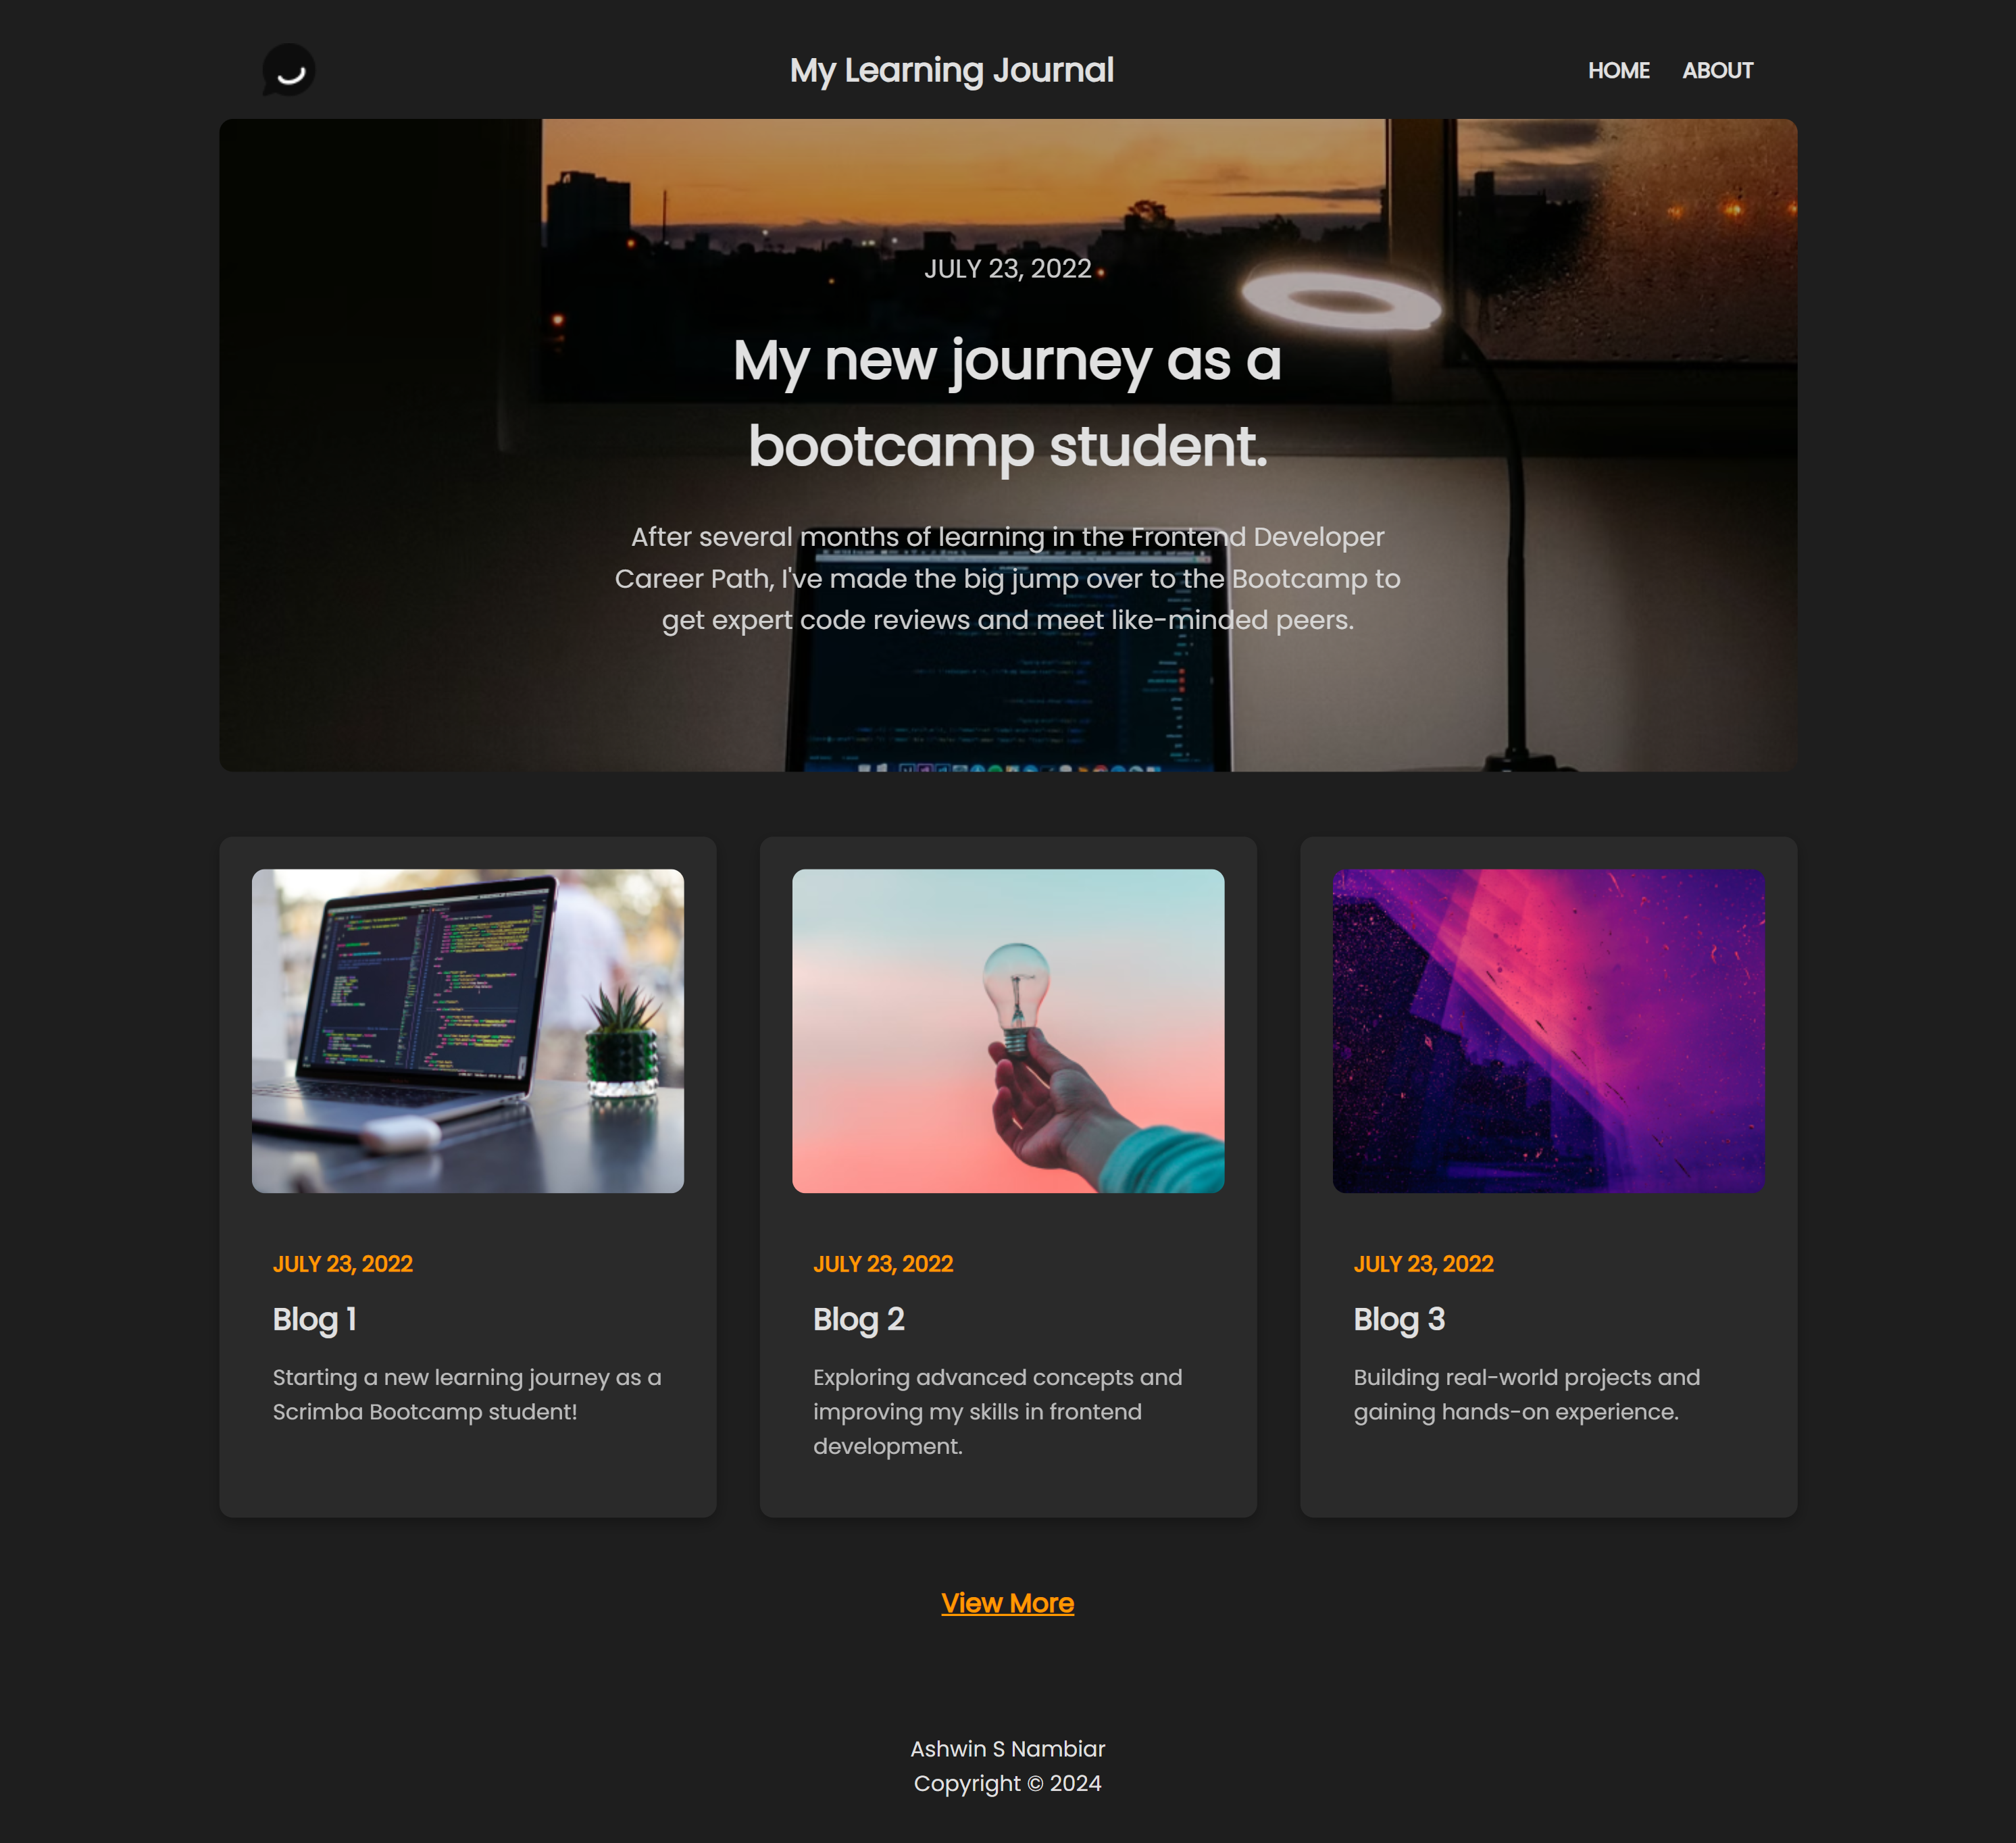 My Learning Journal
HOME ABOUT
JULY 23, 2022
My new journey as a
bootcamp student.
After several months of learning in the Frontend Developer
Career Path, I've made the big jump over to the Bootcamp to
get expert code reviews and meet like-minded peers.
JULY 23, 2022
Blog 1
Starting a new learning journey as a
Scrimba Bootcamp student!
JULY 23, 2022
Blog 2
Exploring advanced concepts and
improving my skills in frontend
development.
JULY 23, 2022
Blog 3
Building real-world projects and
gaining hands-on experience.
View More
Ashwin S Nambiar
Copyright © 2024